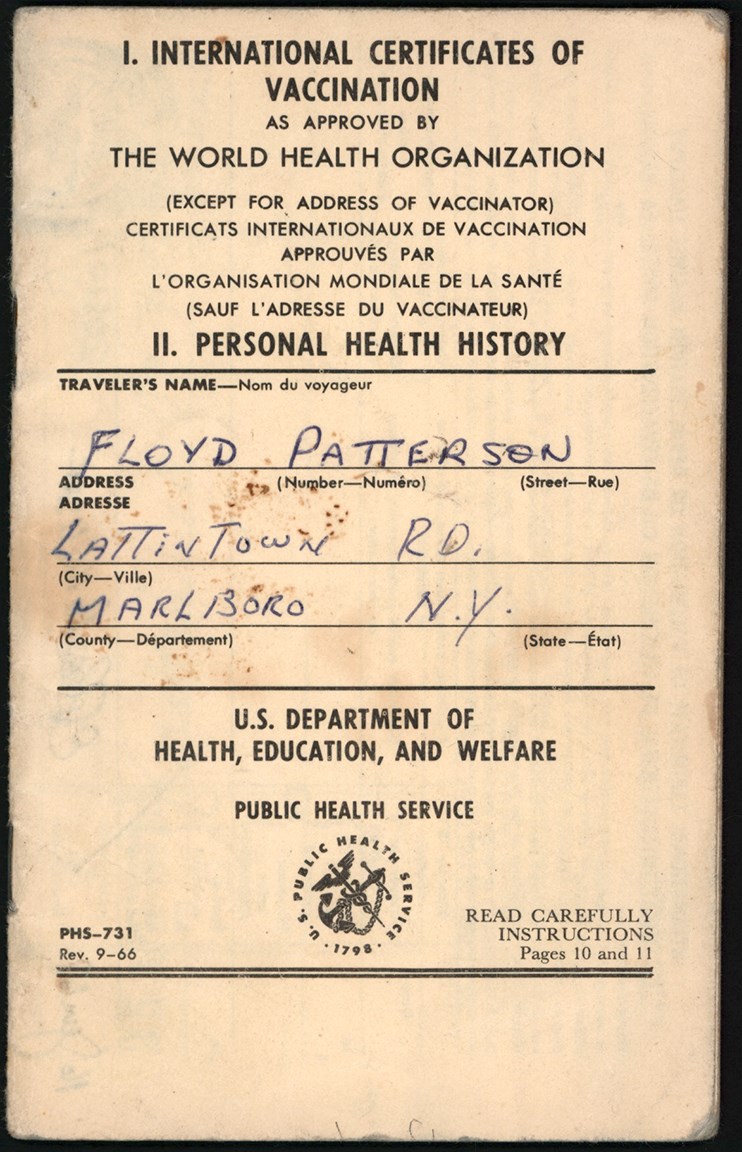 I. INTERNATIONAL CERTIFICATES OF
VACCINATION
AS APPROVED BY
THE WORLD HEALTH ORGANIZATION
(EXCEPT FOR ADDRESS OF VACCINATOR)
CERTIFICATS INTERNATIONAUX DE VACCINATION
APPROUVÉS PAR
L'ORGANISATION MONDIALE DE LA SANTÉ
(SAUF L'ADRESSE DU VACCINATEUR)
II. PERSONAL HEALTH HISTORY
TRAVELER'S NAME—Nom du voyageur
FLOYD PATTERSON
ADDRESS (Number—Numéro) (Street—Rue)
ADRESSE
LATTINTOWN RD.
(City—Ville)
MARLBORO N.Y.
(County—Département) (State—État)
U.S. DEPARTMENT OF
HEALTH, EDUCATION, AND WELFARE
PUBLIC HEALTH SERVICE
U.S. PUBLIC HEALTH SERVICE
· 1798 ·
READ CAREFULLY
PHS–731 INSTRUCTIONS
Rev. 9–66 Pages 10 and 11